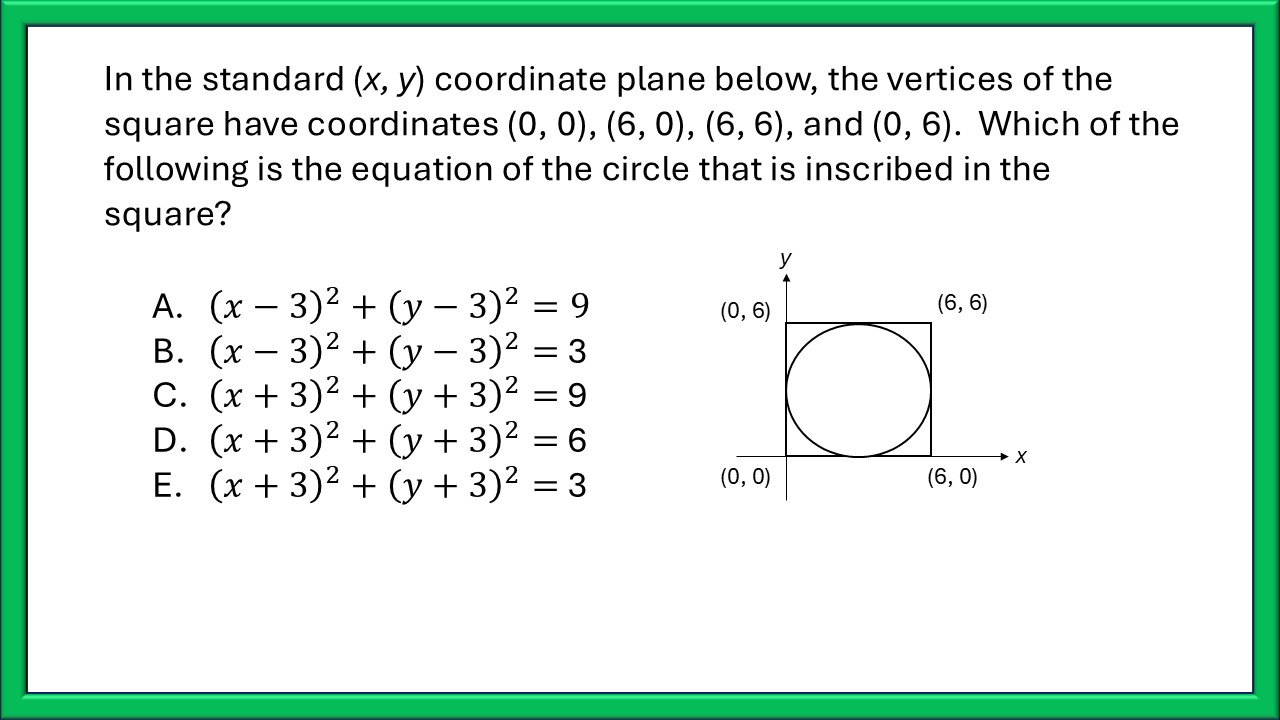 In the standard (x, y) coordinate plane below, the vertices of the
square have coordinates (0, 0), (6, 0), (6, 6), and (0, 6).  Which of the
following is the equation of the circle that is inscribed in the
square?
A. (x − 3)² + (y − 3)² = 9
B. (x − 3)² + (y − 3)² = 3
C. (x + 3)² + (y + 3)² = 9
D. (x + 3)² + (y + 3)² = 6
E. (x + 3)² + (y + 3)² = 3
y
(0, 6)
(6, 6)
x
(0, 0)
(6, 0)